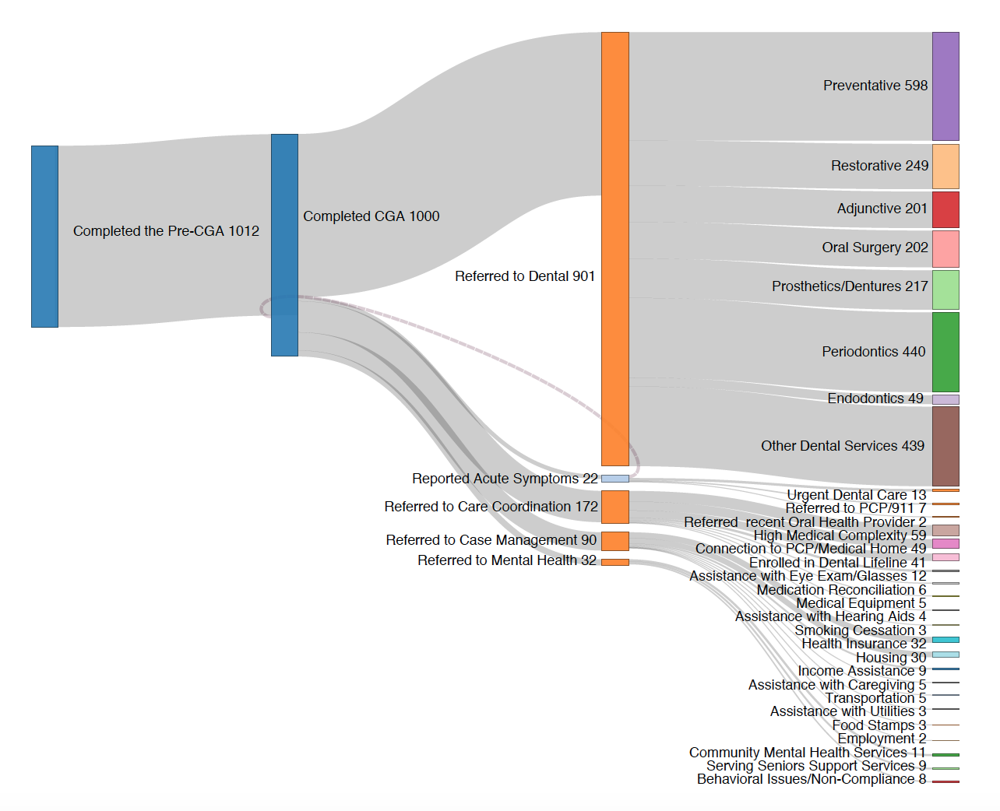 Completed the Pre-CGA 1012
Completed CGA 1000
Referred to Dental 901
Reported Acute Symptoms 22
Referred to Care Coordination 172
Referred to Case Management 90
Referred to Mental Health 32
Preventative 598
Restorative 249
Adjunctive 201
Oral Surgery 202
Prosthetics/Dentures 217
Periodontics 440
Endodontics 49
Other Dental Services 439
Urgent Dental Care 13
Referred to PCP/911 7
Referred  recent Oral Health Provider 2
High Medical Complexity 59
Connection to PCP/Medical Home 49
Enrolled in Dental Lifeline 41
Assistance with Eye Exam/Glasses 12
Medication Reconciliation 6
Medical Equipment 5
Assistance with Hearing Aids 4
Smoking Cessation 3
Health Insurance 32
Housing 30
Income Assistance 9
Assistance with Caregiving 5
Transportation 5
Assistance with Utilities 3
Food Stamps 3
Employment 2
Community Mental Health Services 11
Serving Seniors Support Services 9
Behavioral Issues/Non-Compliance 8